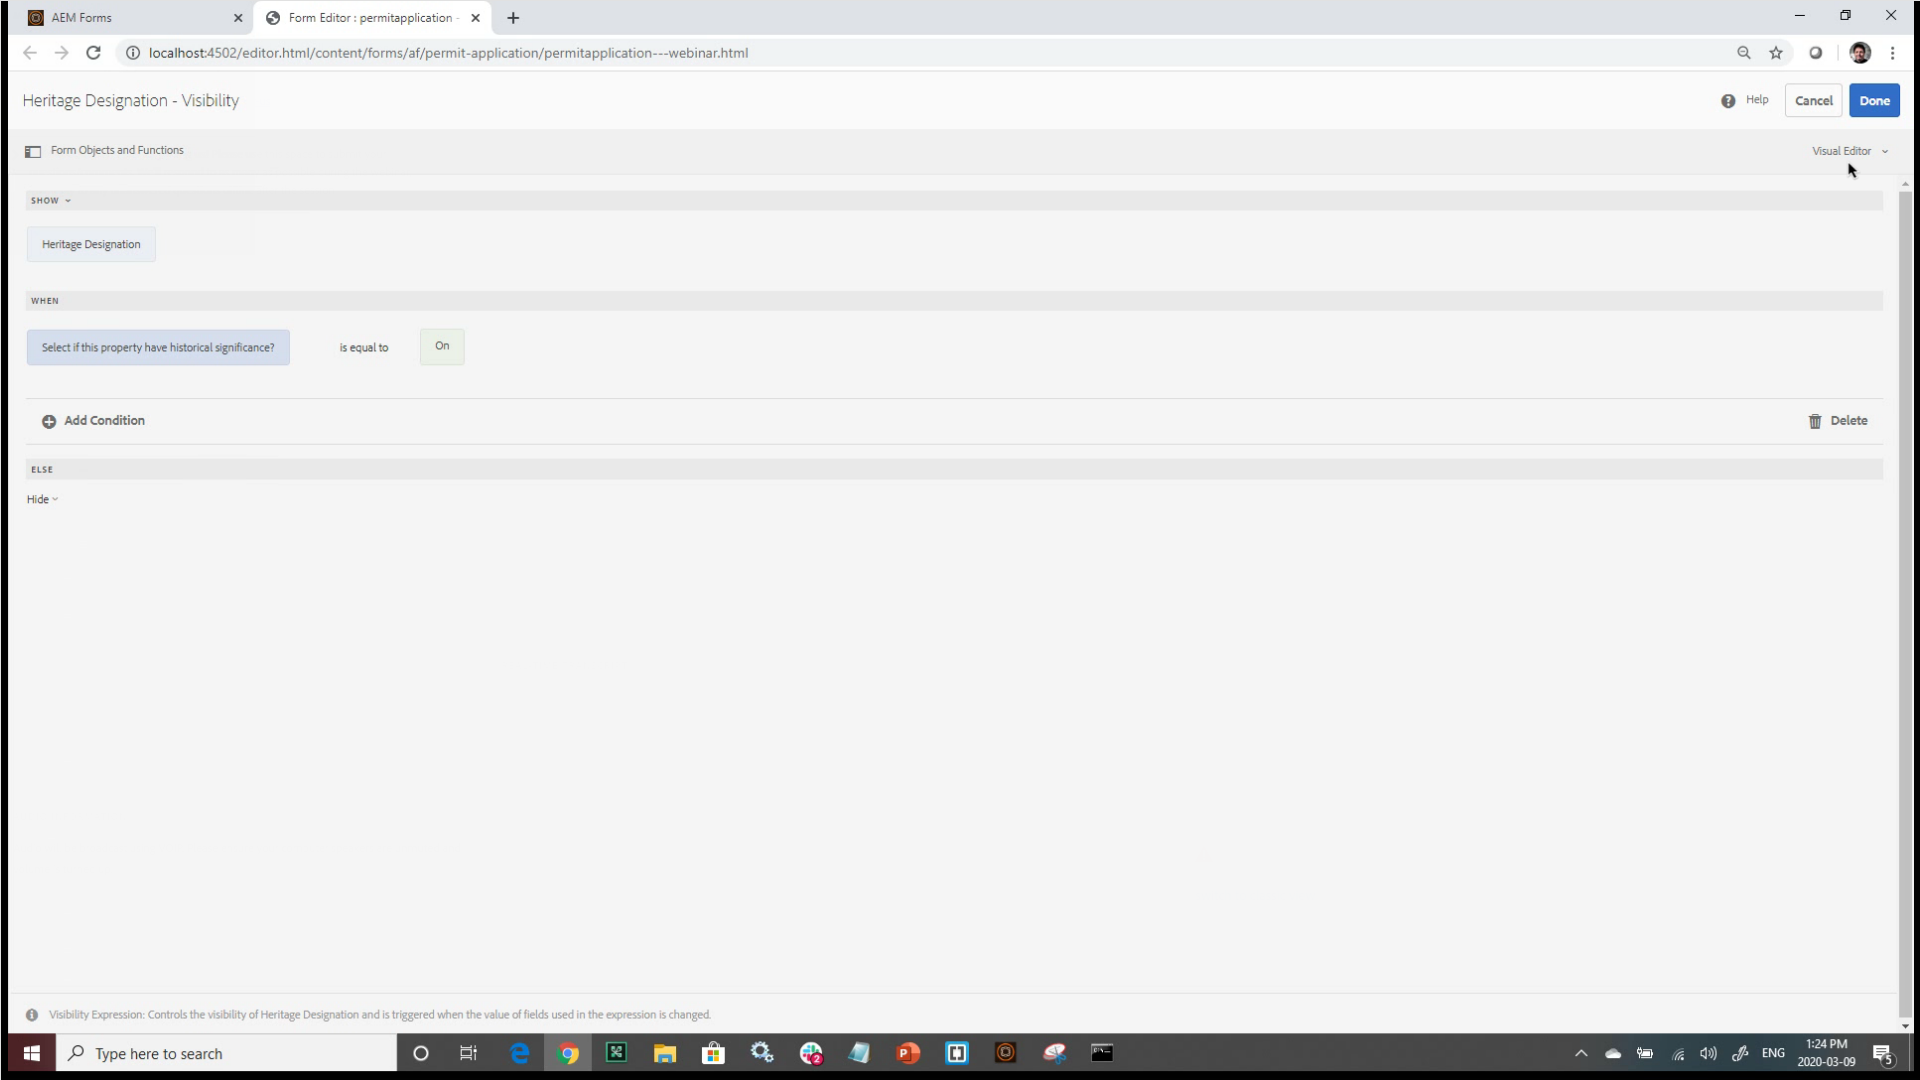 AEM Forms
Form Editor : permitapplication -
localhost:4502/editor.html/content/forms/af/permit-application/permitapplication---webinar.html
Heritage Designation - Visibility
Help
Cancel
Done
Form Objects and Functions
Visual Editor
SHOW
Heritage Designation
WHEN
Select if this property have historical significance?
is equal to
On
Add Condition
Delete
ELSE
Hide
Visibility Expression: Controls the visibility of Heritage Designation and is triggered when the value of fields used in the expression is changed.
Type here to search
2
ENG
1:24 PM
2020-03-09
5